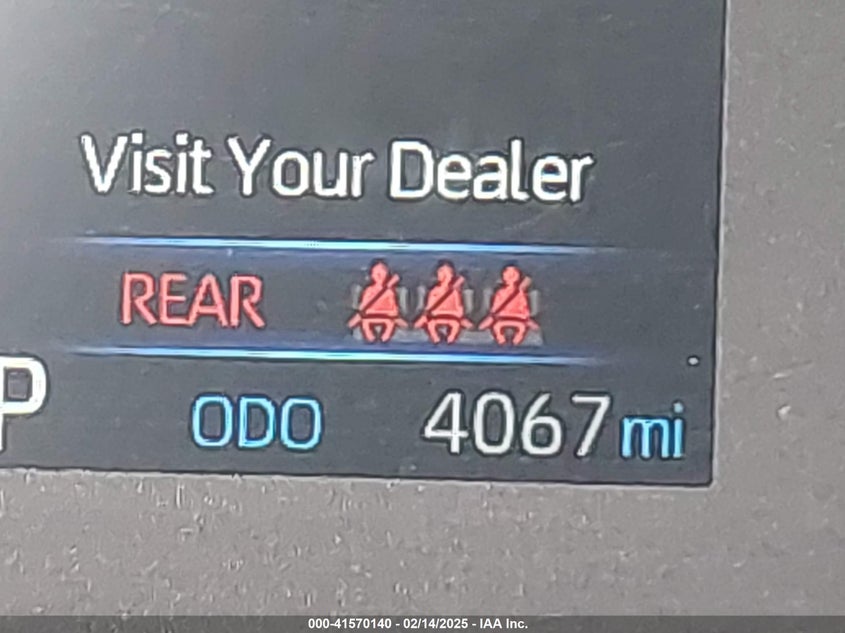 Visit Your Dealer
REAR
P ODO 4067 mi
000-41570140 - 02/14/2025 - IAA Inc.